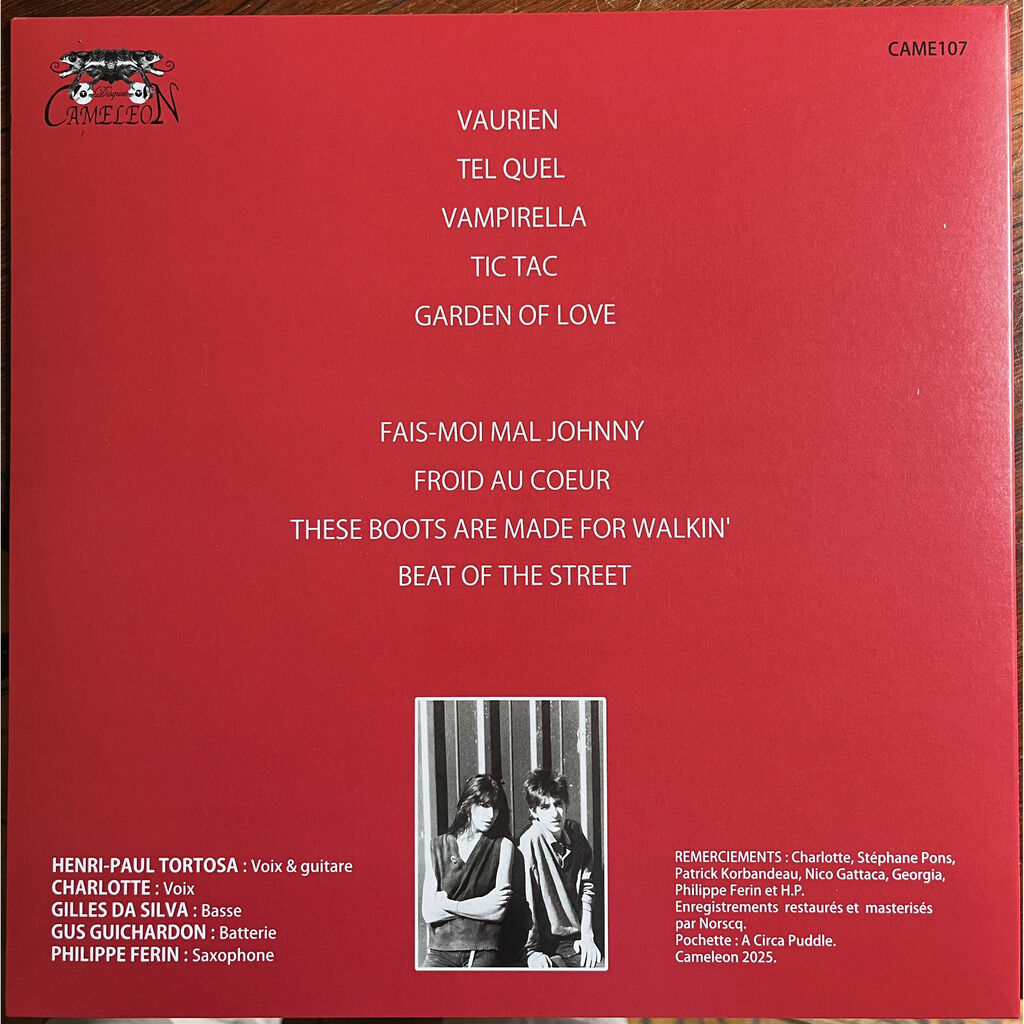 Disques
CAMELEON
CAME107
VAURIEN
TEL QUEL
VAMPIRELLA
TIC TAC
GARDEN OF LOVE
FAIS-MOI MAL JOHNNY
FROID AU COEUR
THESE BOOTS ARE MADE FOR WALKIN'
BEAT OF THE STREET
HENRI-PAUL TORTOSA : Voix & guitare
CHARLOTTE : Voix
GILLES DA SILVA : Basse
GUS GUICHARDON : Batterie
PHILIPPE FERIN : Saxophone
REMERCIEMENTS : Charlotte, Stéphane Pons,
Patrick Korbandeau, Nico Gattaca, Georgia,
Philippe Ferin et H.P.
Enregistrements restaurés et masterisés
par Norscq.
Pochette : A Circa Puddle.
Cameleon 2025.